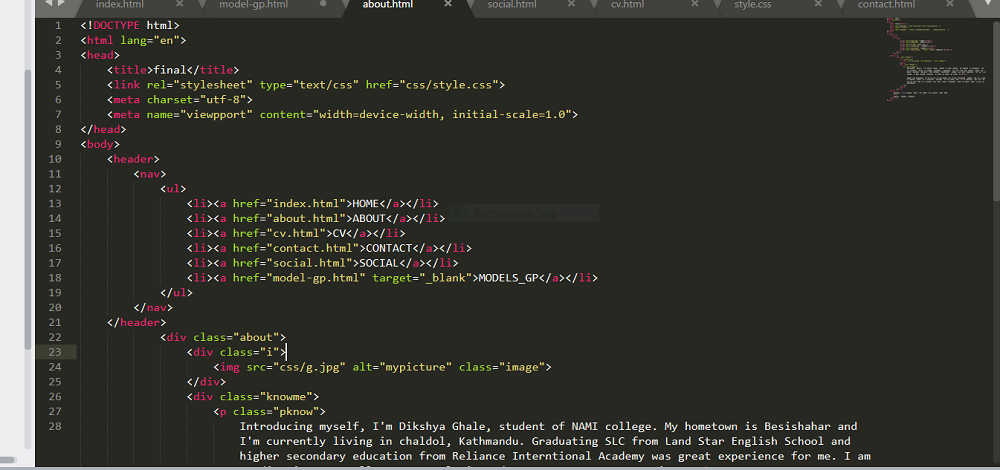 index.html model-gp.html about.html social.html cv.html style.css contact.html
1 <!DOCTYPE html>
2 <html lang="en">
3 <head>
4 <title>final</title>
5 <link rel="stylesheet" type="text/css" href="css/style.css">
6 <meta charset="utf-8">
7 <meta name="viewpport" content="width=device-width, initial-scale=1.0">
8 </head>
9 <body>
10 <header>
11 <nav>
12 <ul>
13 <li><a href="index.html">HOME</a></li>
14 <li><a href="about.html">ABOUT</a></li>
15 <li><a href="cv.html">CV</a></li>
16 <li><a href="contact.html">CONTACT</a></li>
17 <li><a href="social.html">SOCIAL</a></li>
18 <li><a href="model-gp.html" target="_blank">MODELS_GP</a></li>
19 </ul>
20 </nav>
21 </header>
22 <div class="about">
23 <div class="i">
24 <img src="css/g.jpg" alt="mypicture" class="image">
25 </div>
26 <div class="knowme">
27 <p class="pknow">
28 Introducing myself, I'm Dikshya Ghale, student of NAMI college. My hometown is Besishahar and
I'm currently living in chaldol, Kathmandu. Graduating SLC from Land Star English School and
higher secondary education from Reliance Interntional Academy was great experience for me. I am
Rectangular Snip